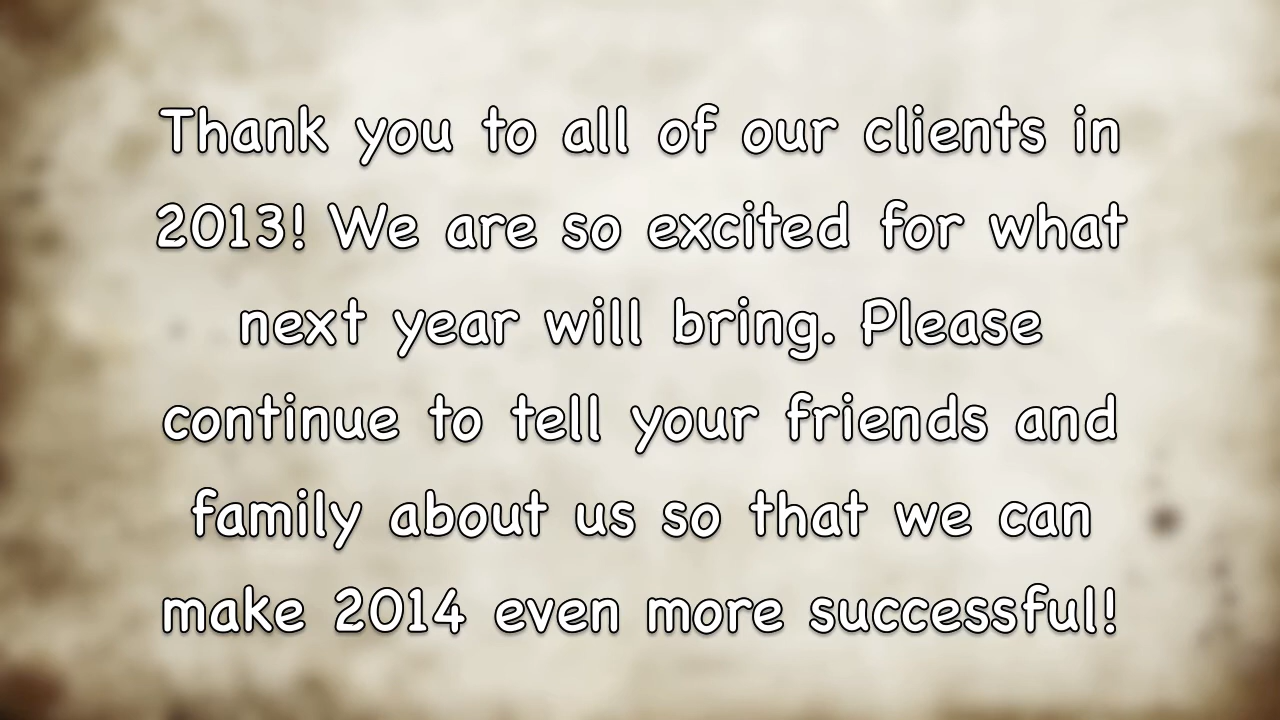 Thank you to all of our clients in
2013! We are so excited for what
next year will bring. Please
continue to tell your friends and
family about us so that we can
make 2014 even more successful!